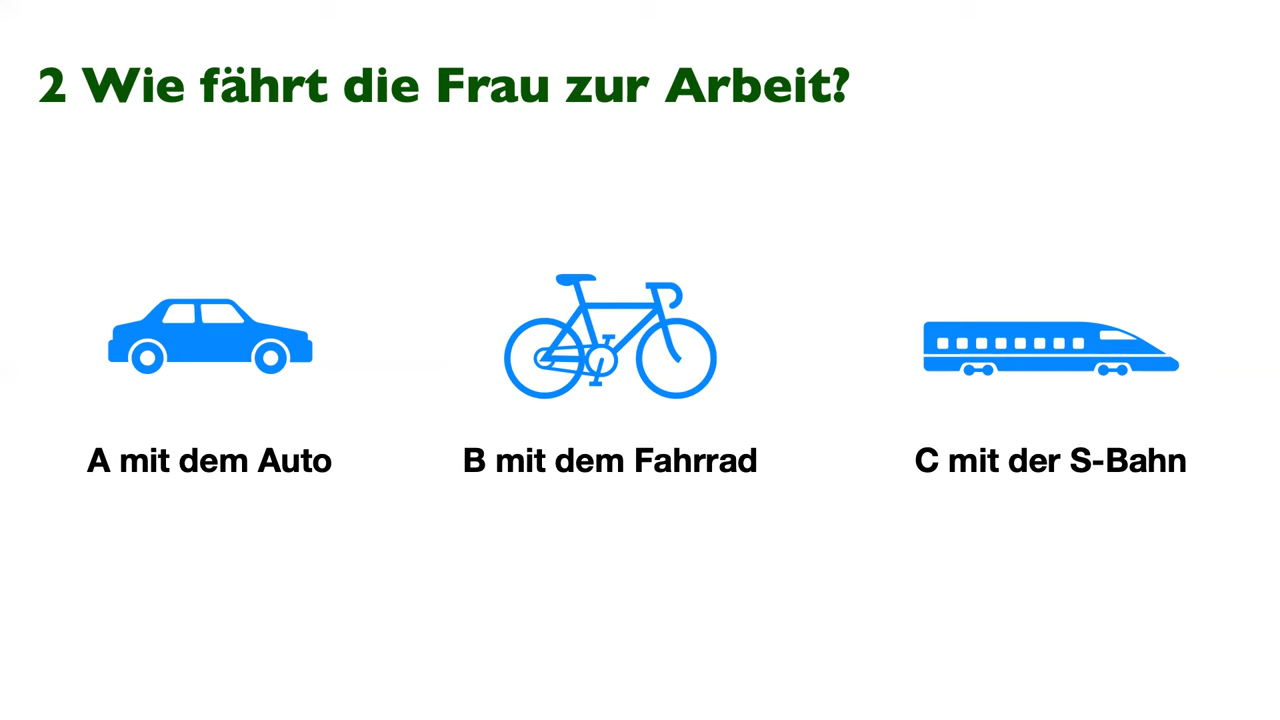 2 Wie fährt die Frau zur Arbeit?
A mit dem Auto
B mit dem Fahrrad
C mit der S-Bahn